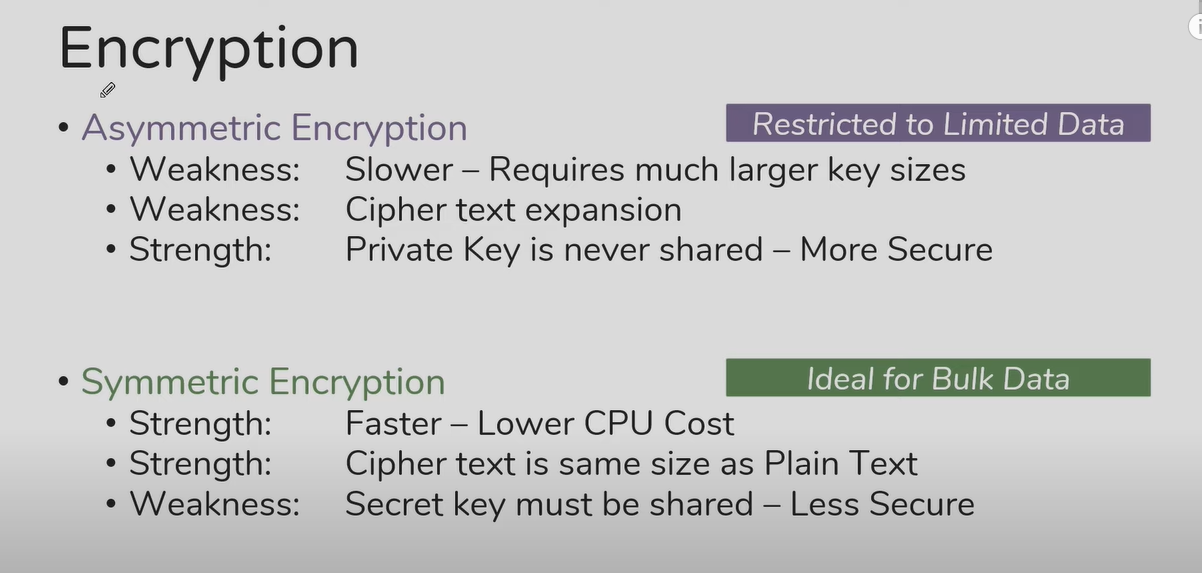 Encryption
• Asymmetric Encryption
Restricted to Limited Data
• Weakness: Slower – Requires much larger key sizes
• Weakness: Cipher text expansion
• Strength: Private Key is never shared – More Secure
• Symmetric Encryption
Ideal for Bulk Data
• Strength: Faster – Lower CPU Cost
• Strength: Cipher text is same size as Plain Text
• Weakness: Secret key must be shared – Less Secure